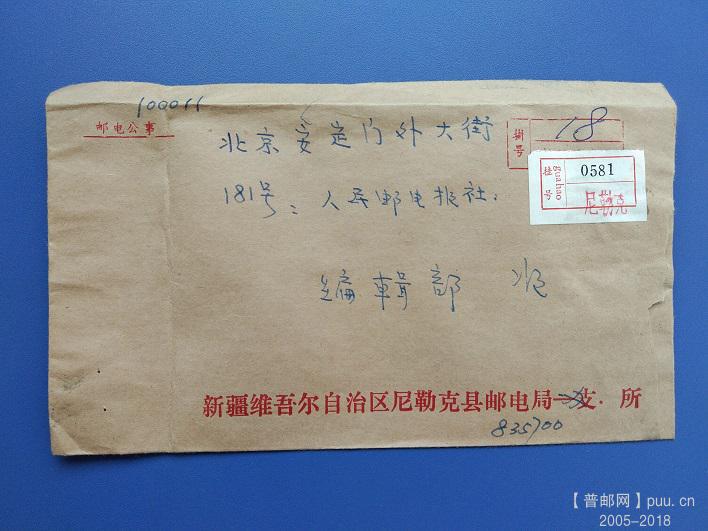 100011
邮电公事
北京安定门外大街
181号：人民邮电报社.
编辑部 收
编号 18
挂号 guahao 0581
尼勒克
新疆维吾尔自治区尼勒克县邮电局 支.所
835700
【普邮网】puu.cn
2005-2018